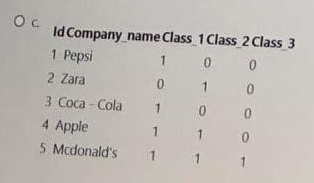 c.
Id Company_name Class_1 Class_2 Class_3
1 Pepsi 1 0 0
2 Zara 0 1 0
3 Coca - Cola 1 0 0
4 Apple 1 1 0
5 Mcdonald's 1 1 1